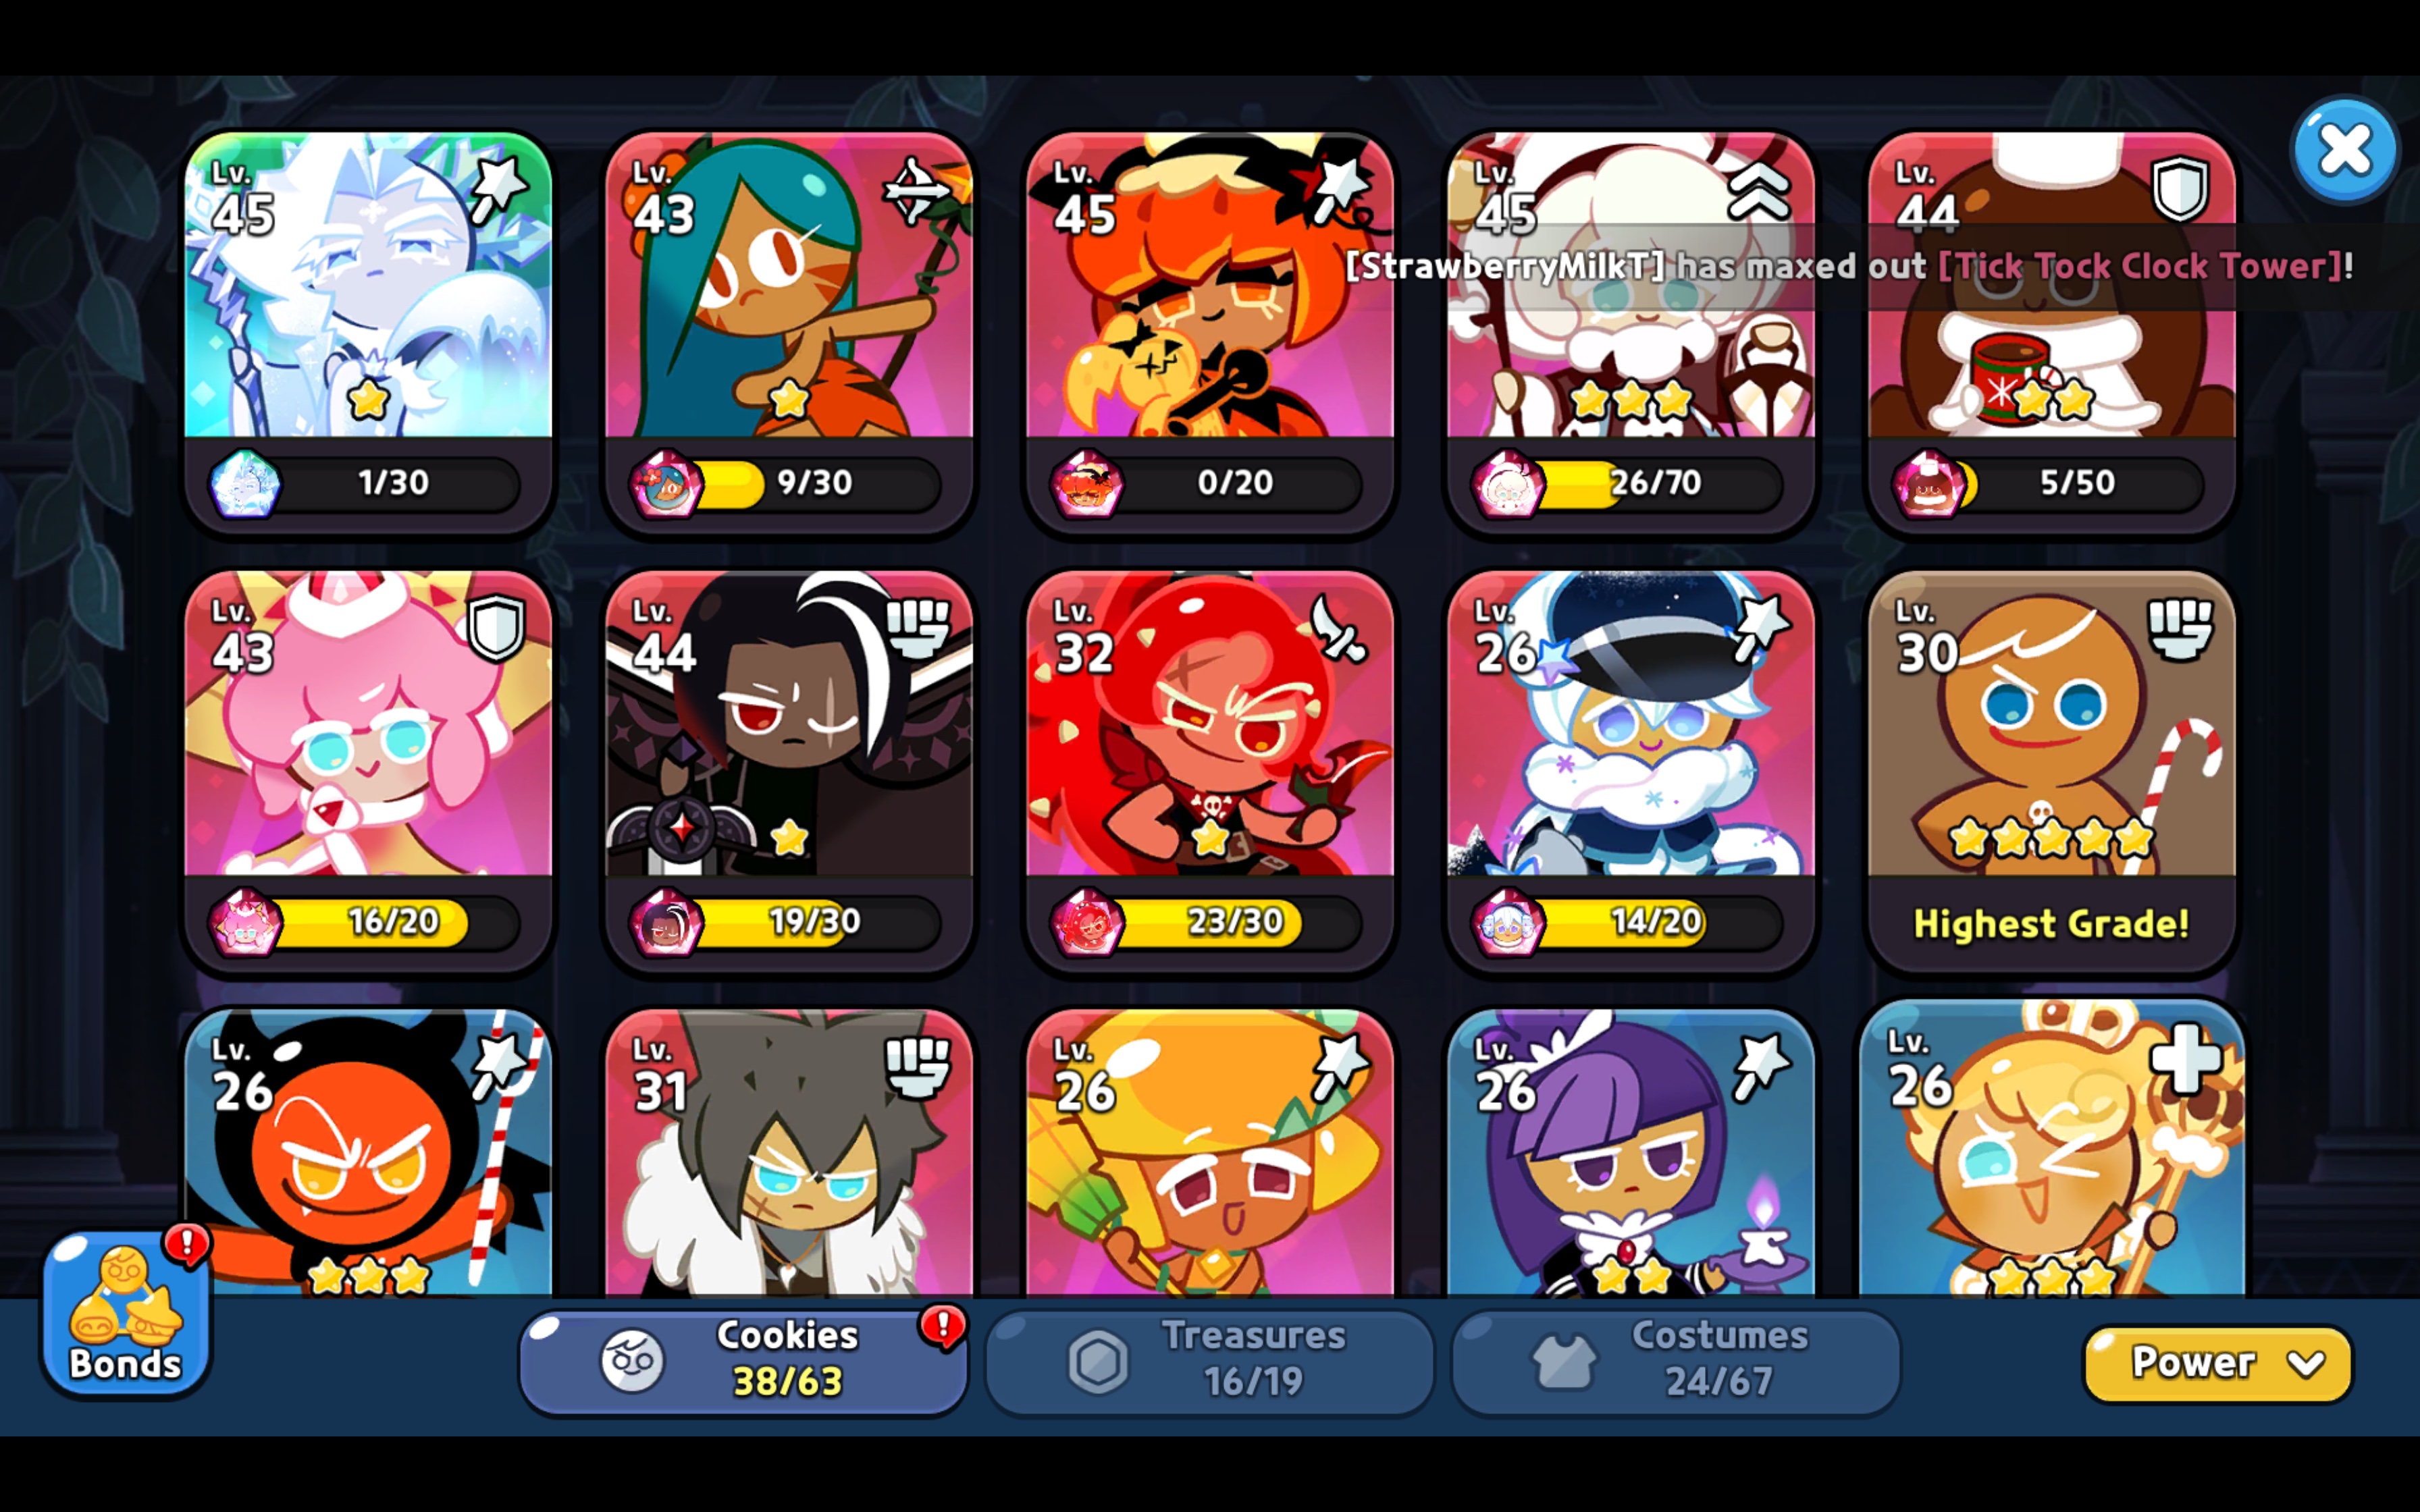 Lv.
45
Lv.
43
Lv.
45
Lv.
45
Lv.
44
[StrawberryMilkT] has maxed out [Tick Tock Clock Tower]!
1/30
9/30
0/20
26/70
5/50
Lv.
43
Lv.
44
Lv.
32
Lv.
26
Lv.
30
16/20
19/30
23/30
14/20
Highest Grade!
Lv.
26
Lv.
31
Lv.
26
Lv.
26
Lv.
26
Bonds
Cookies
38/63
Treasures
16/19
Costumes
24/67
Power